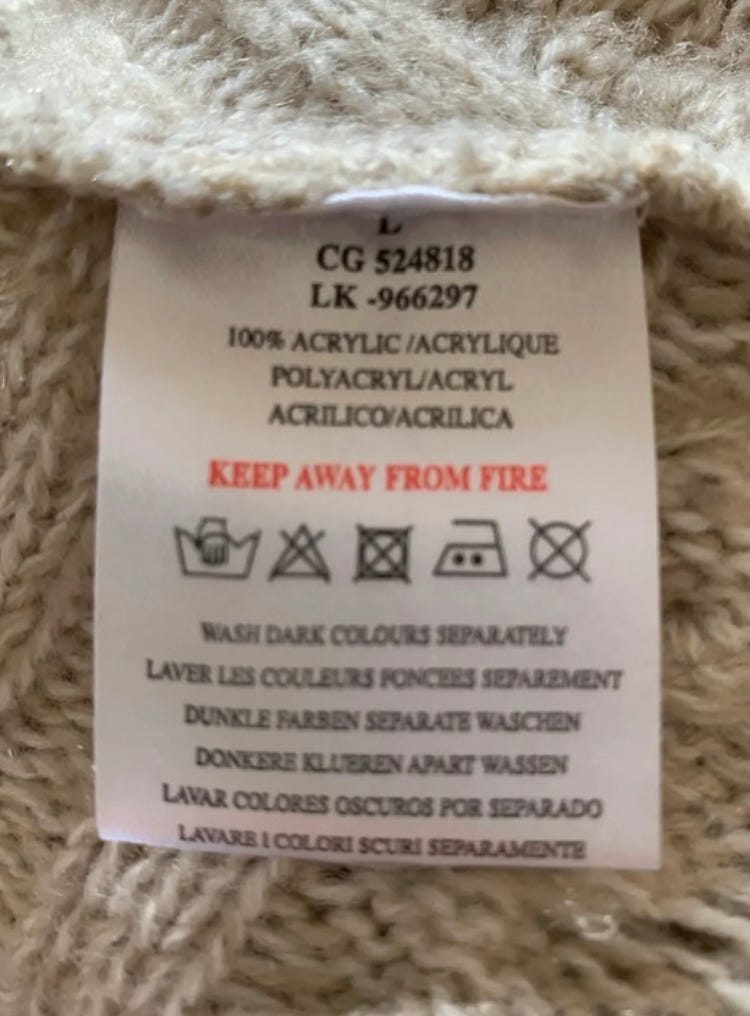 L
CG 524818
LK -966297
100% ACRYLIC /ACRYLIQUE
POLYACRYL/ACRYL
ACRILICO/ACRILICA
KEEP AWAY FROM FIRE
WASH DARK COLOURS SEPARATELY
LAVER LES COULEURS FONCEES SEPAREMENT
DUNKLE FARBEN SEPARATE WASCHEN
DONKERE KLUEREN APART WASSEN
LAVAR COLORES OSCUROS POR SEPARADO
LAVARE I COLORI SCURI SEPARAMENTE